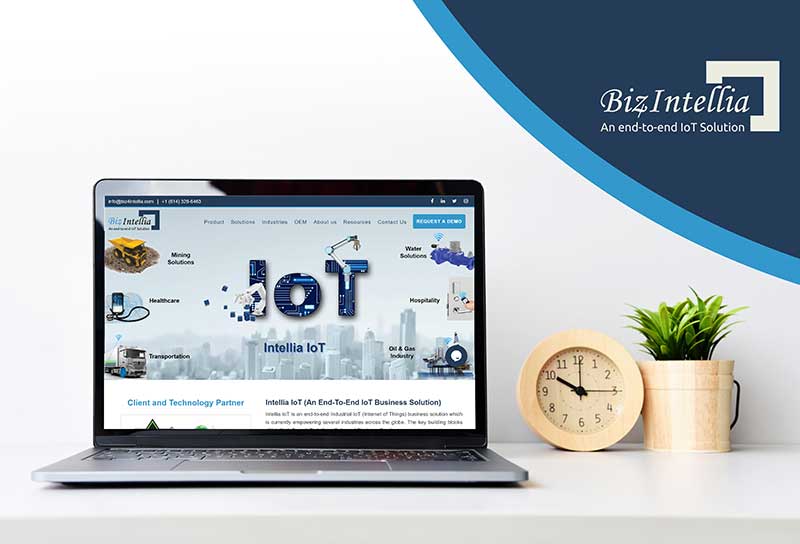 Biz4Intellia
An end-to-end IoT Solution
info@biz4intellia.com | +1 (614) 328-6463
Biz4Intellia
An end-to-end IoT Solution
Product Solutions Industries OEM About us Resources Contact Us REQUEST A DEMO
Mining
Solutions
IoT
Water
Solutions
Healthcare
Hospitality
Intellia IoT
Transportation
Oil & Gas
Industry
Client and Technology Partner
Intellia IoT (An End-To-End IoT Business Solution)
Intellia IoT is an end-to-end Industrial IoT (Internet of Things) business solution which
is currently empowering several industries across the globe. The key building blocks
12
1
2
3
4
5
6
7
8
9
10
11